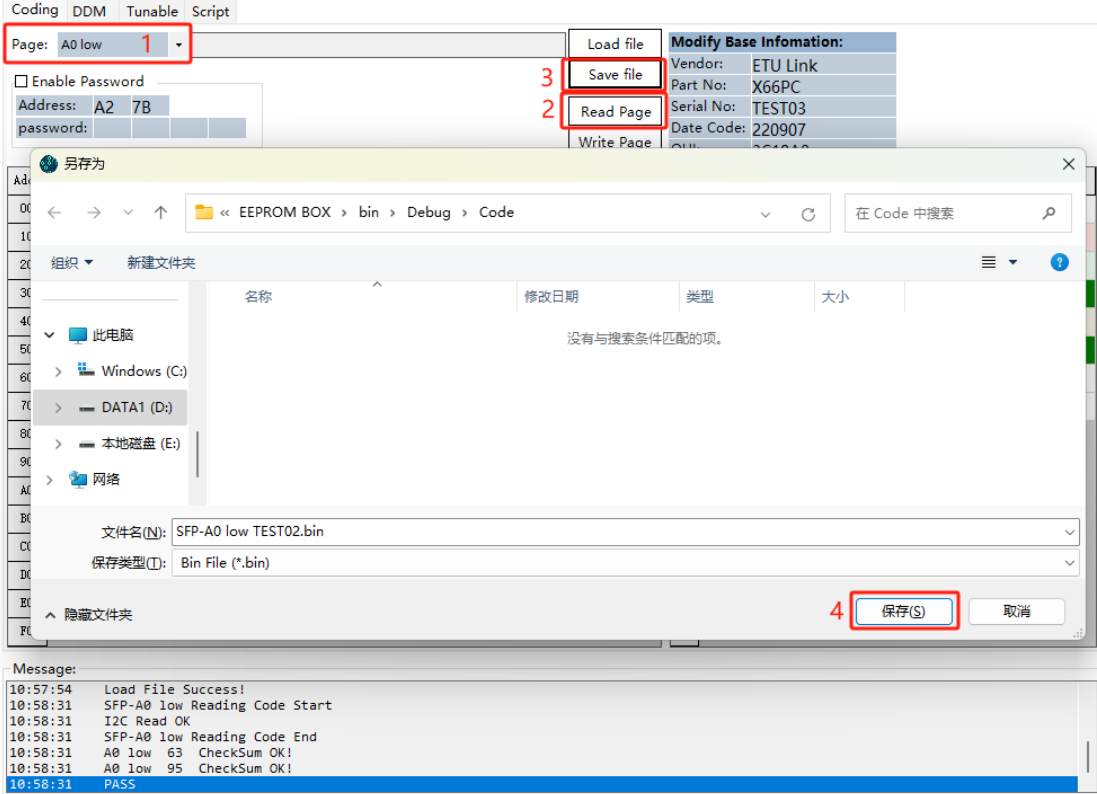 Coding DDM Tunable Script
Page: A0 low 1
Load file
3 Save file
2 Read Page
Write Page
Modify Base Infomation:
Vendor: ETU Link
Part No: X66PC
Serial No: TEST03
Date Code: 220907
Enable Password
Address: A2 7B
password:
另存为
« EEPROM BOX › bin › Debug › Code
在 Code 中搜索
组织 新建文件夹
名称 修改日期 类型 大小
没有与搜索条件匹配的项。
此电脑
Windows (C:)
DATA1 (D:)
本地磁盘 (E:)
网络
文件名(N): SFP-A0 low TEST02.bin
保存类型(T): Bin File (*.bin)
隐藏文件夹
4 保存(S) 取消
Message:
10:57:54 Load File Success!
10:58:31 SFP-A0 low Reading Code Start
10:58:31 I2C Read OK
10:58:31 SFP-A0 low Reading Code End
10:58:31 A0 low 63 CheckSum OK!
10:58:31 A0 low 95 CheckSum OK!
10:58:31 PASS